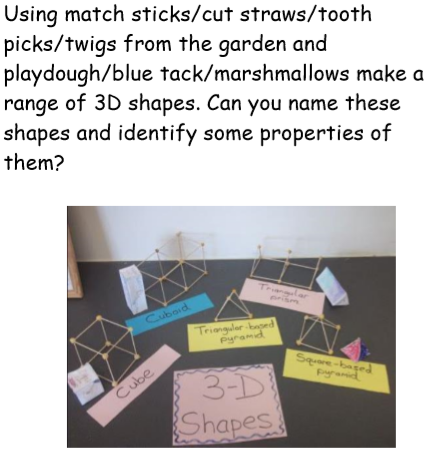 Using match sticks/cut straws/tooth
picks/twigs from the garden and
playdough/blue tack/marshmallows make a
range of 3D shapes. Can you name these
shapes and identify some properties of
them?
Cuboid
Triangular
prism
Triangular-based
pyramid
Square-based
pyramid
Cube
3-D
Shapes